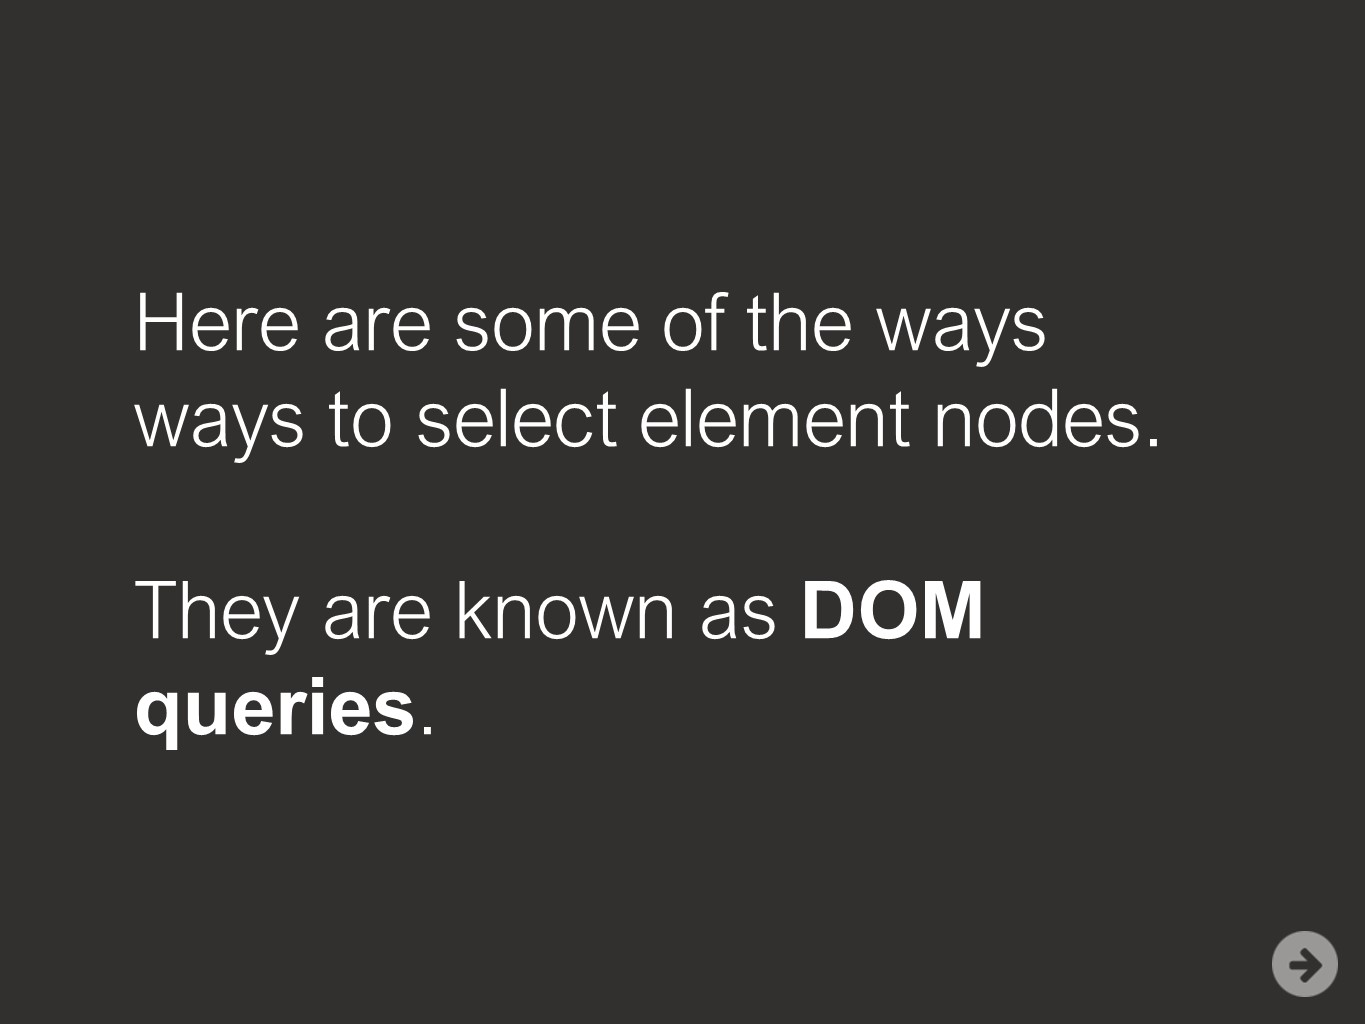 Here are some of the ways
ways to select element nodes.
They are known as DOM
queries.